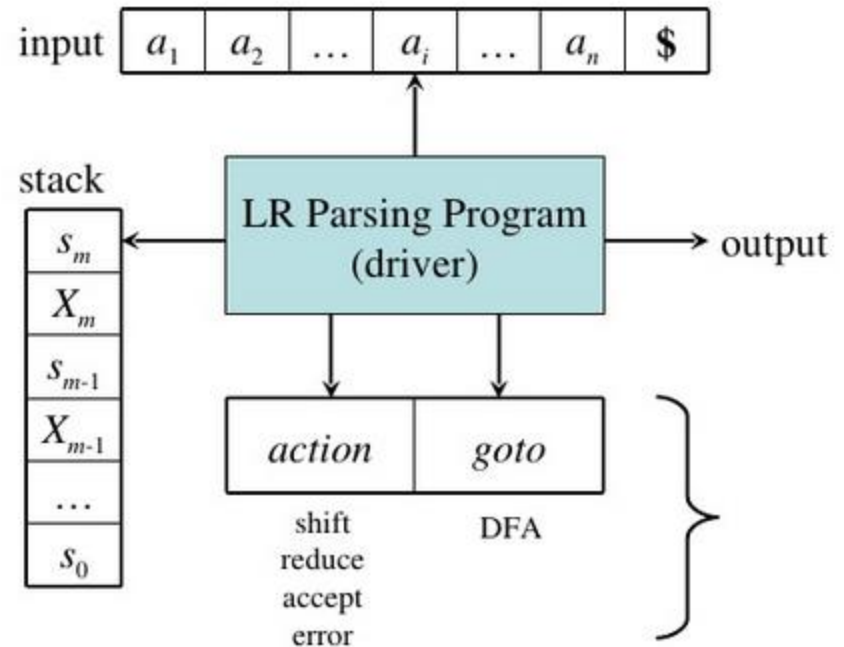 input a₁ a₂ ... aᵢ ... aₙ $
stack
LR Parsing Program
(driver)
output
sₘ
Xₘ
sₘ₋₁
Xₘ₋₁
...
s₀
action goto
shift DFA
reduce
accept
error